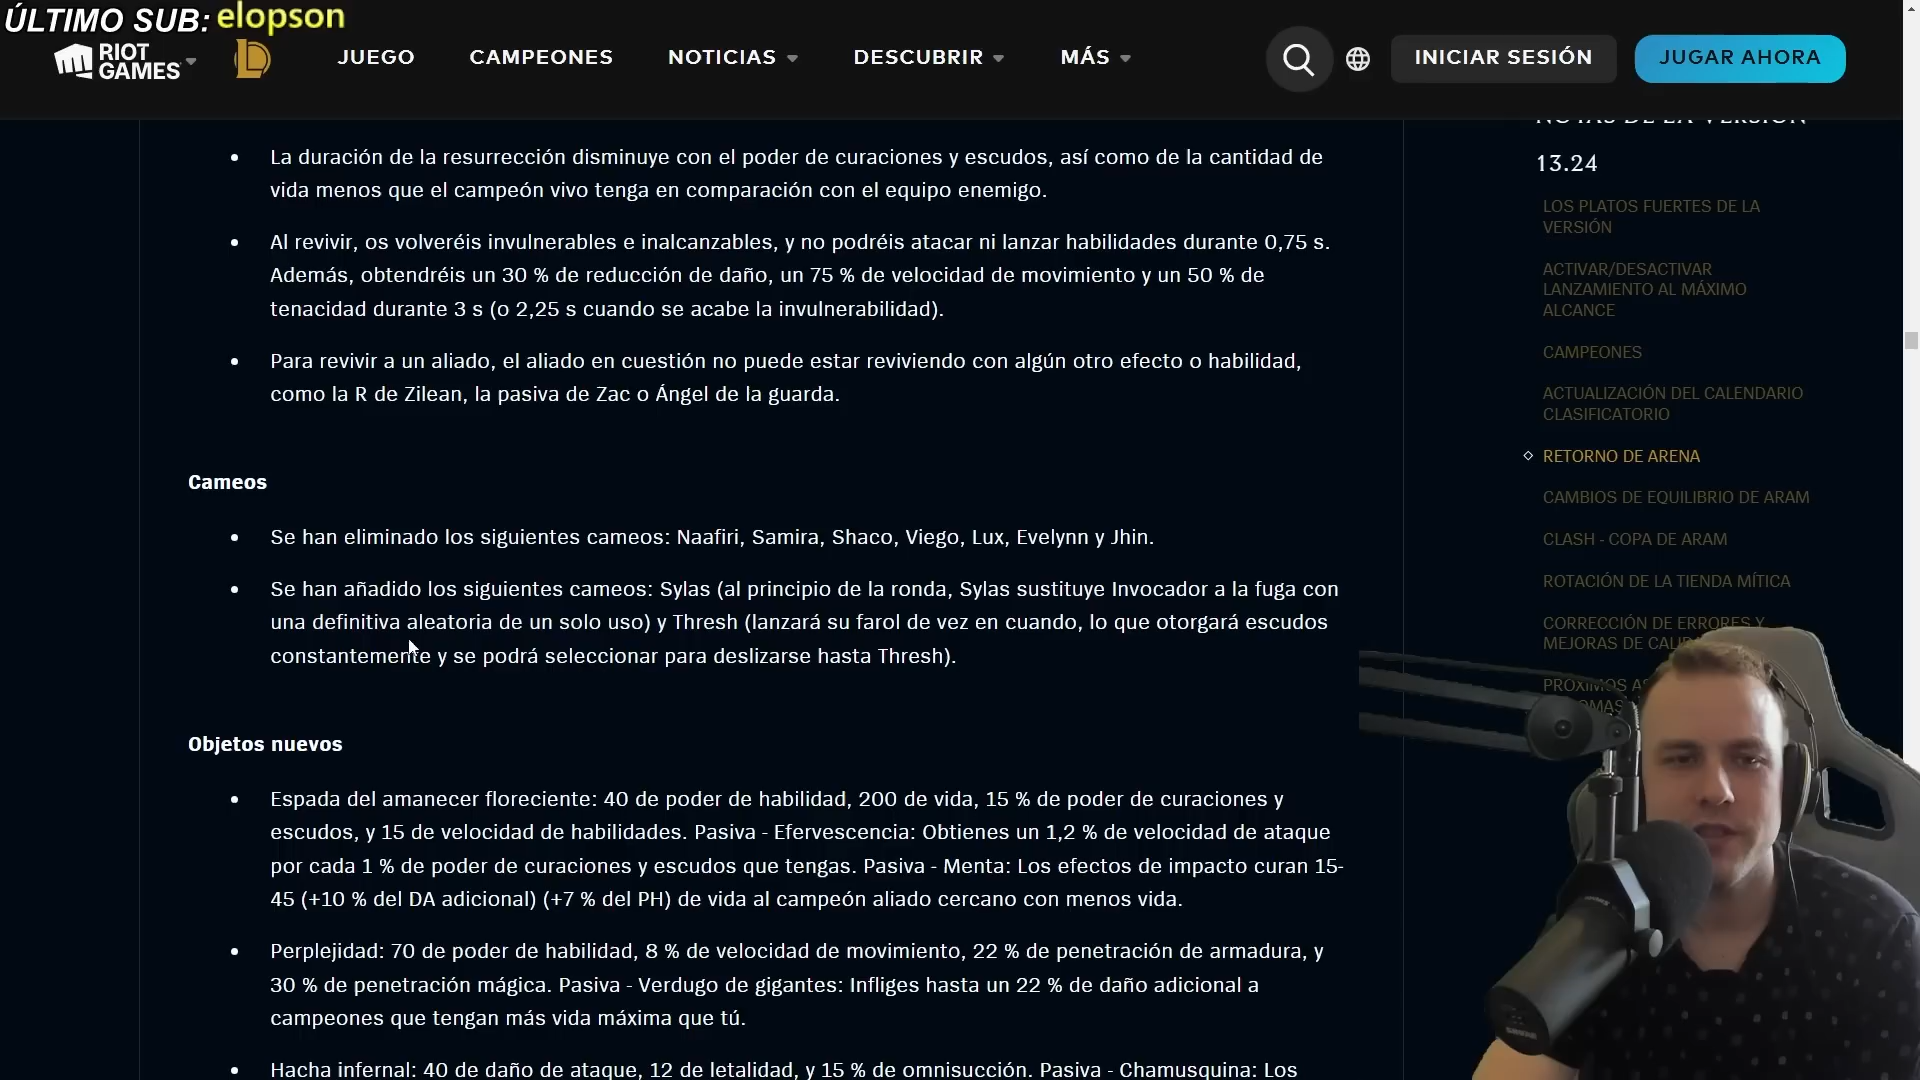 ÚLTIMO SUB: elopson
RIOT GAMES
JUEGO
CAMPEONES
NOTICIAS
DESCUBRIR
MÁS
INICIAR SESIÓN
JUGAR AHORA
La duración de la resurrección disminuye con el poder de curaciones y escudos, así como de la cantidad de
vida menos que el campeón vivo tenga en comparación con el equipo enemigo.
Al revivir, os volveréis invulnerables e inalcanzables, y no podréis atacar ni lanzar habilidades durante 0,75 s.
Además, obtendréis un 30 % de reducción de daño, un 75 % de velocidad de movimiento y un 50 % de
tenacidad durante 3 s (o 2,25 s cuando se acabe la invulnerabilidad).
Para revivir a un aliado, el aliado en cuestión no puede estar reviviendo con algún otro efecto o habilidad,
como la R de Zilean, la pasiva de Zac o Ángel de la guarda.
Cameos
Se han eliminado los siguientes cameos: Naafiri, Samira, Shaco, Viego, Lux, Evelynn y Jhin.
Se han añadido los siguientes cameos: Sylas (al principio de la ronda, Sylas sustituye Invocador a la fuga con
una definitiva aleatoria de un solo uso) y Thresh (lanzará su farol de vez en cuando, lo que otorgará escudos
constantemente y se podrá seleccionar para deslizarse hasta Thresh).
Objetos nuevos
Espada del amanecer floreciente: 40 de poder de habilidad, 200 de vida, 15 % de poder de curaciones y
escudos, y 15 de velocidad de habilidades. Pasiva - Efervescencia: Obtienes un 1,2 % de velocidad de ataque
por cada 1 % de poder de curaciones y escudos que tengas. Pasiva - Menta: Los efectos de impacto curan 15-
45 (+10 % del DA adicional) (+7 % del PH) de vida al campeón aliado cercano con menos vida.
Perplejidad: 70 de poder de habilidad, 8 % de velocidad de movimiento, 22 % de penetración de armadura, y
30 % de penetración mágica. Pasiva - Verdugo de gigantes: Infliges hasta un 22 % de daño adicional a
campeones que tengan más vida máxima que tú.
Hacha infernal: 40 de daño de ataque, 12 de letalidad, y 15 % de omnisucción. Pasiva - Chamusquina: Los
NOTAS DE LA VERSIÓN
13.24
LOS PLATOS FUERTES DE LA
VERSIÓN
ACTIVAR/DESACTIVAR
LANZAMIENTO AL MÁXIMO
ALCANCE
CAMPEONES
ACTUALIZACIÓN DEL CALENDARIO
CLASIFICATORIO
RETORNO DE ARENA
CAMBIOS DE EQUILIBRIO DE ARAM
CLASH - COPA DE ARAM
ROTACIÓN DE LA TIENDA MÍTICA
CORRECCIÓN DE ERRORES Y
MEJORAS DE
PRÓXIMOS